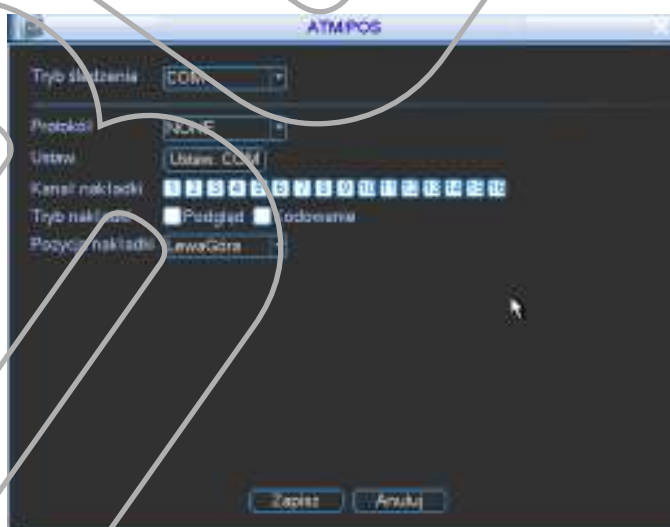 ATM/POS
Tryb śledzenia COM
Protokół NONE
Ustaw Ustaw. COM
Kanał nakładki 1 2 3 4 5 6 7 8 9 10 11 12 13 14 15 16
Tryb nakładki Podgląd Kodowanie
Pozycja nakładki LewaGóra
Zapisz Anuluj